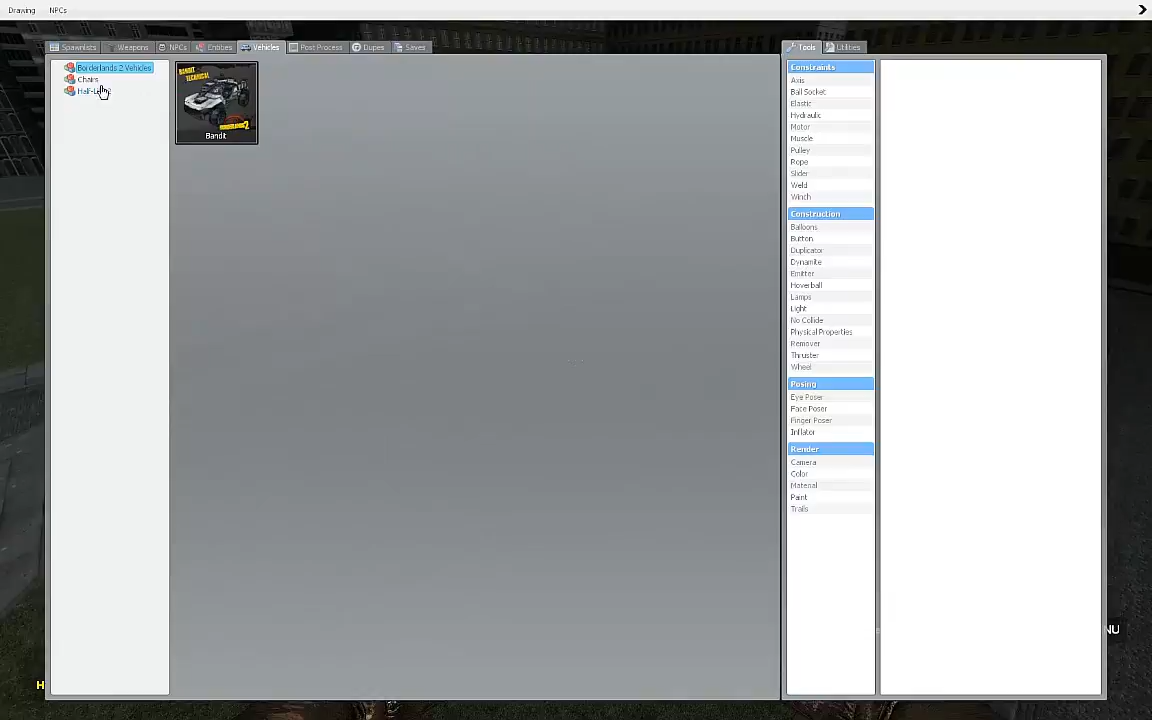 Drawing NPCs
Spawnlists Weapons NPCs Entities Vehicles Post Process Dupes Saves
Tools Utilities
Borderlands 2 Vehicles
Chairs
BANDIT TECHNICAL
BORDERLANDS 2
Bandit
Constraints
Axis
Ball Socket
Elastic
Hydraulic
Motor
Muscle
Pulley
Rope
Slider
Weld
Winch
Construction
Balloons
Button
Duplicator
Dynamite
Emitter
Hoverball
Lamps
Light
No Collide
Physical Properties
Remover
Thruster
Wheel
Posing
Eye Poser
Face Poser
Finger Poser
Inflator
Render
Camera
Color
Material
Paint
Trails
NU
H